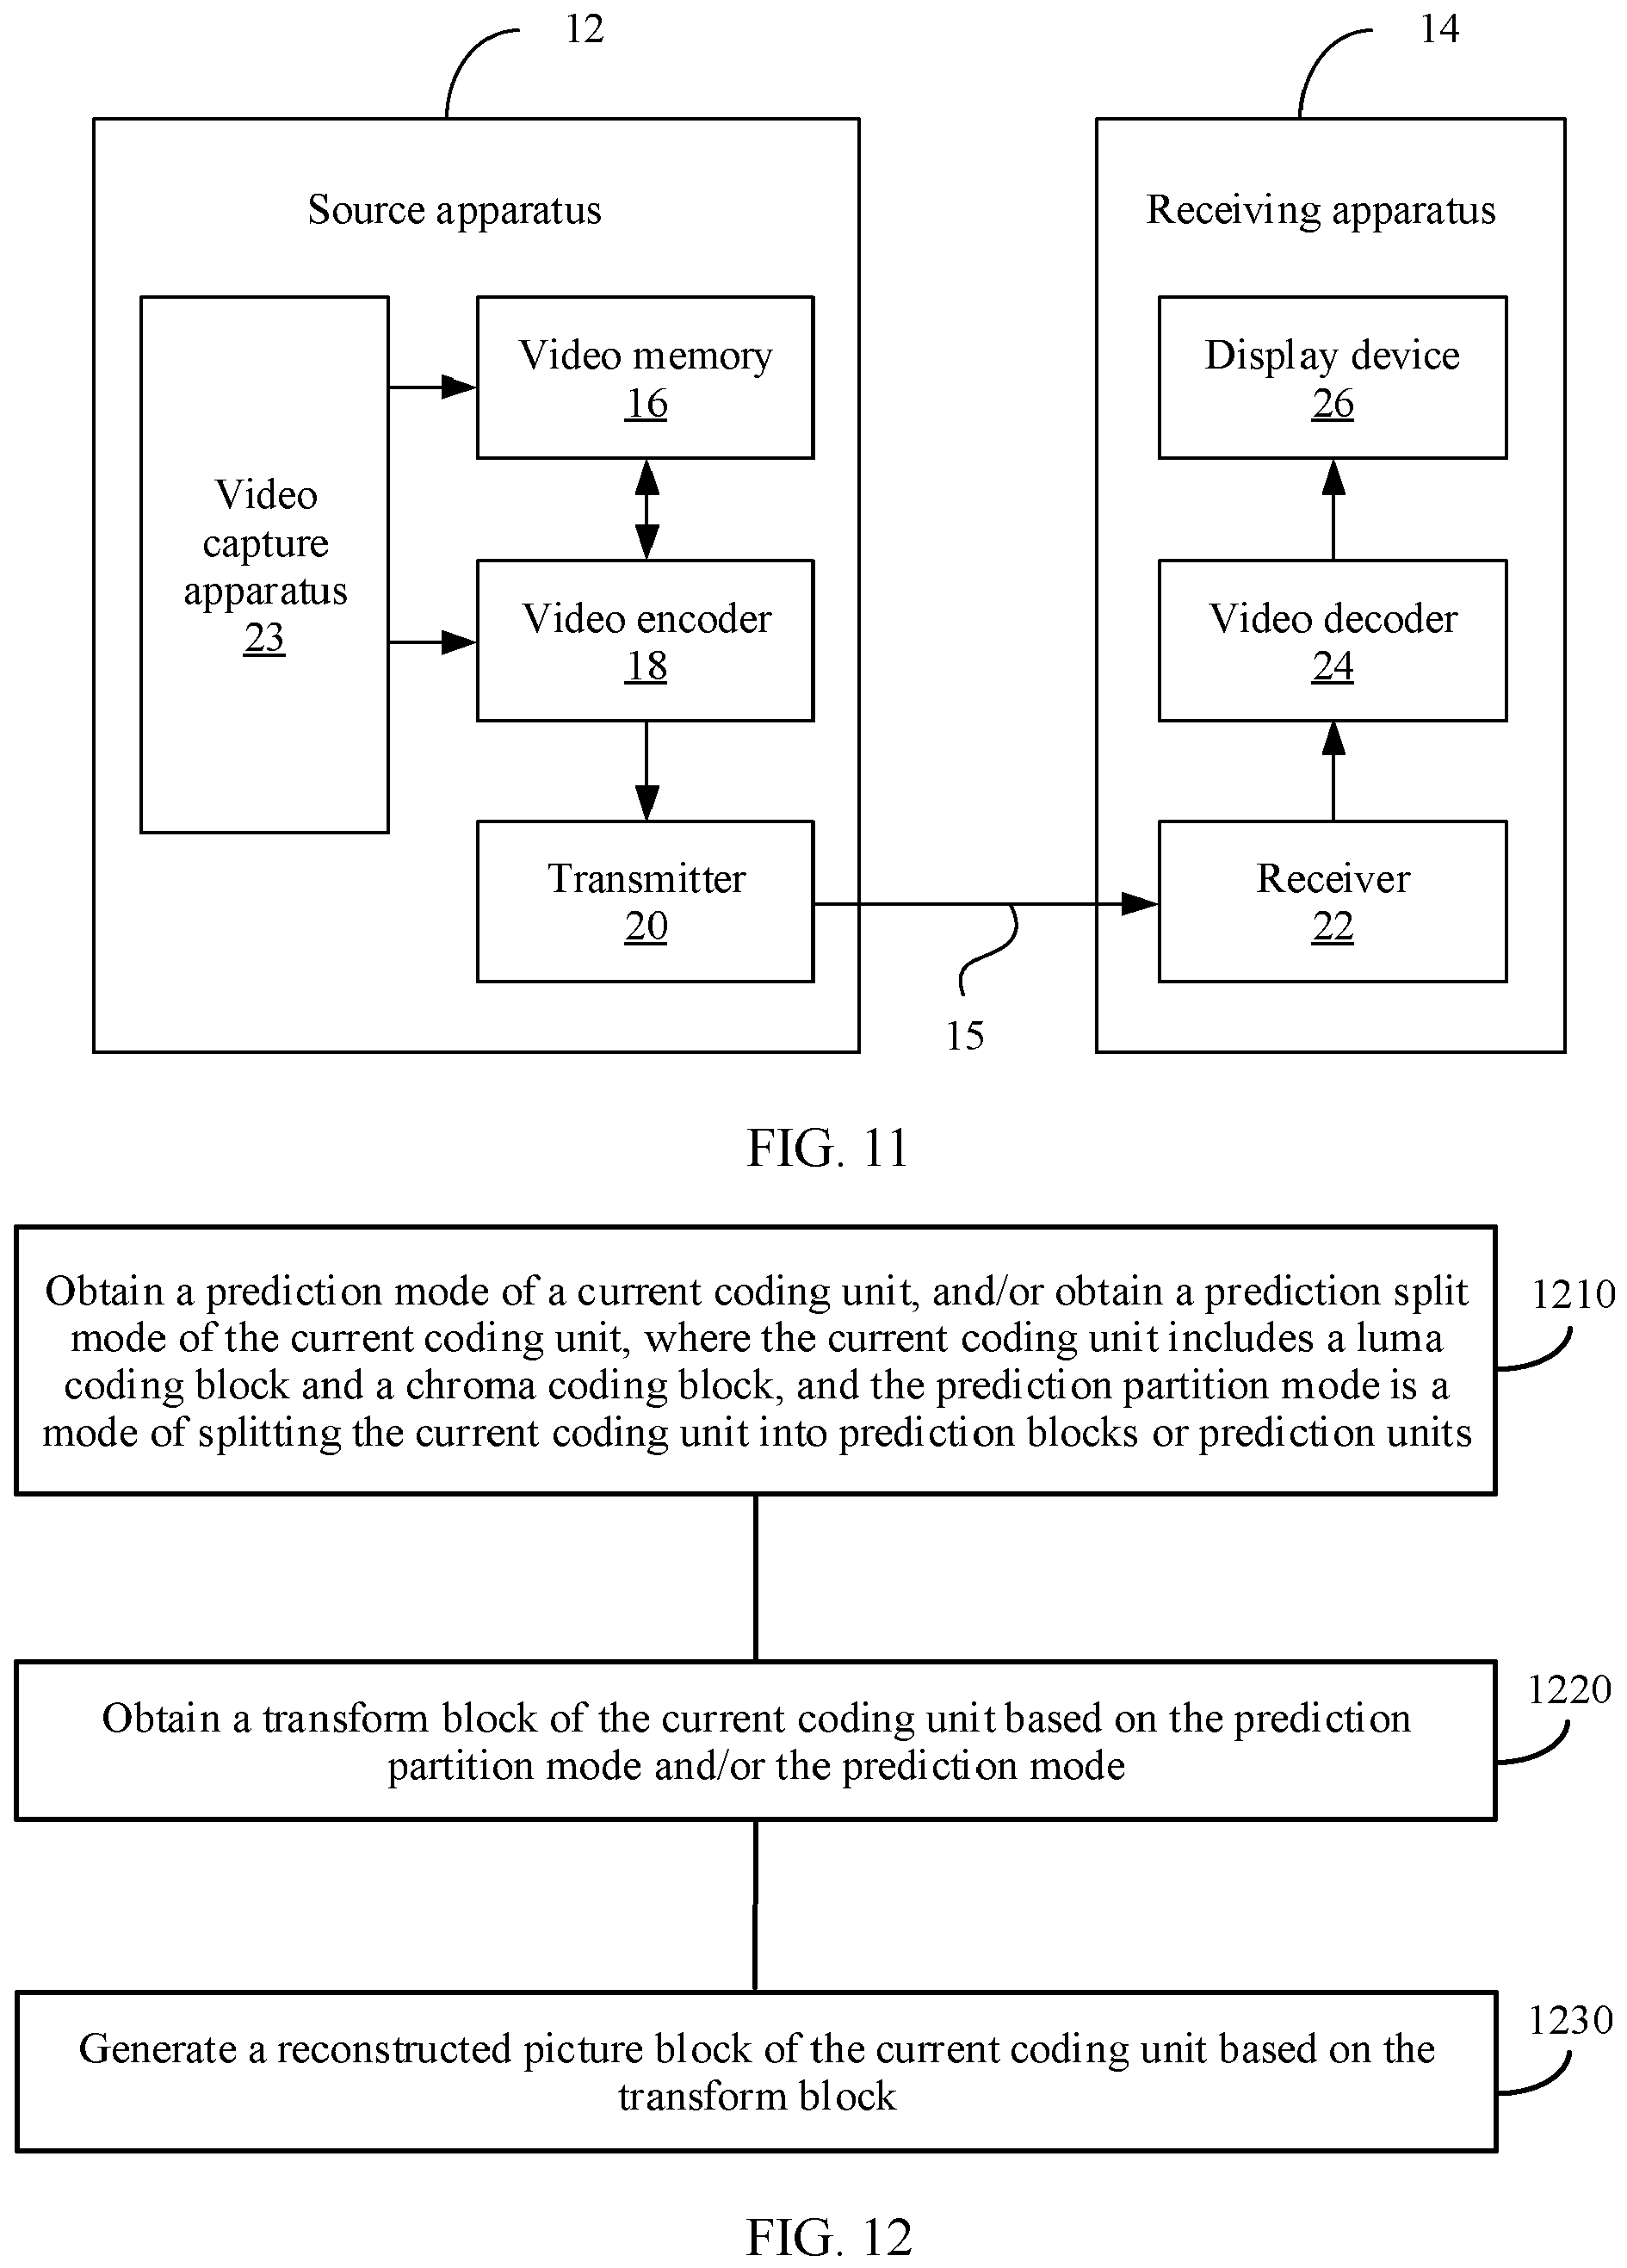 12
14
Source apparatus
Receiving apparatus
Video
capture
apparatus
23
Video memory
16
Video encoder
18
Transmitter
20
Display device
26
Video decoder
24
Receiver
22
15
FIG. 11
Obtain a prediction mode of a current coding unit, and/or obtain a prediction split
mode of the current coding unit, where the current coding unit includes a luma
coding block and a chroma coding block, and the prediction partition mode is a
mode of splitting the current coding unit into prediction blocks or prediction units
1210
Obtain a transform block of the current coding unit based on the prediction
partition mode and/or the prediction mode
1220
Generate a reconstructed picture block of the current coding unit based on the
transform block
1230
FIG. 12